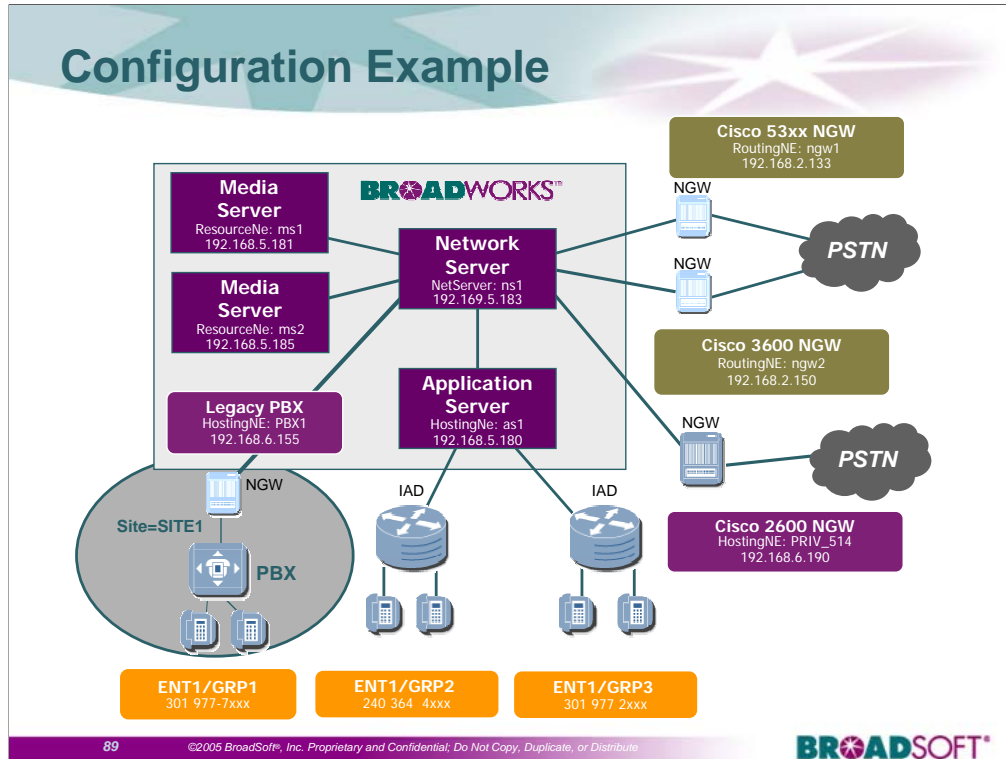 Configuration Example
Cisco 53xx NGW
RoutingNE: ngw1
192.168.2.133
BROADWORKS™
Media
Server
ResourceNe: ms1
192.168.5.181
Network
Server
NetServer: ns1
192.169.5.183
NGW
PSTN
NGW
Media
Server
ResourceNe: ms2
192.168.5.185
Cisco 3600 NGW
RoutingNE: ngw2
192.168.2.150
Application
Server
HostingNe: as1
192.168.5.180
Legacy PBX
HostingNE: PBX1
192.168.6.155
NGW
PSTN
NGW
IAD
IAD
Site=SITE1
PBX
Cisco 2600 NGW
HostingNE: PRIV_514
192.168.6.190
ENT1/GRP1
301 977-7xxx
ENT1/GRP2
240 364 4xxx
ENT1/GRP3
301 977 2xxx
89
©2005 BroadSoft®, Inc. Proprietary and Confidential; Do Not Copy, Duplicate, or Distribute
BROADSOFT®